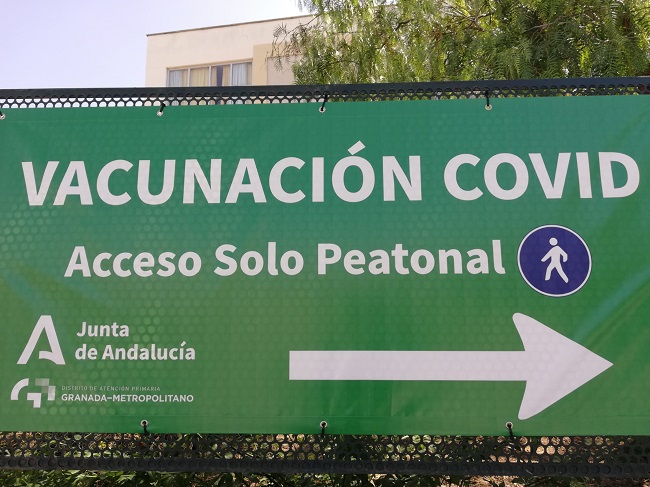 VACUNACIÓN COVID
Acceso Solo Peatonal
Junta
de Andalucía
DISTRITO DE ATENCIÓN PRIMARIA
GRANADA-METROPOLITANO